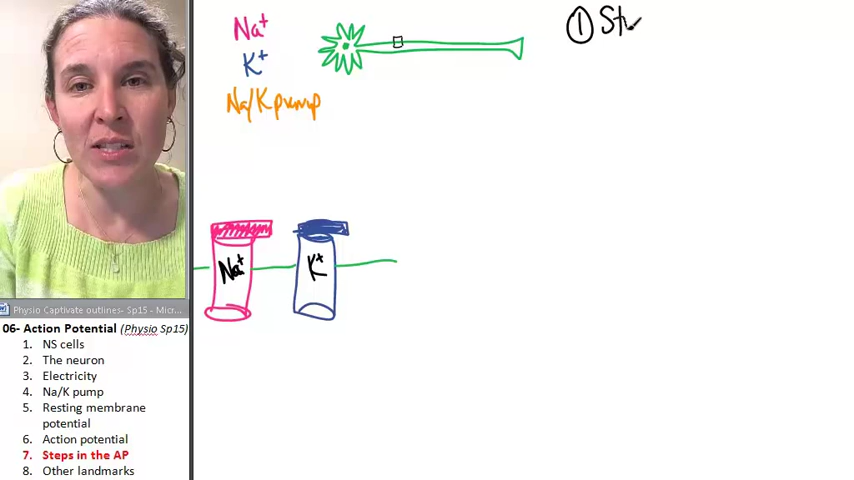 Na+
K+
Na/K pump
① Sti
Na+
K+
Physio Captivate outlines- Sp15 - Micr...
06- Action Potential (Physio Sp15)
1. NS cells
2. The neuron
3. Electricity
4. Na/K pump
5. Resting membrane
potential
6. Action potential
7. Steps in the AP
8. Other landmarks